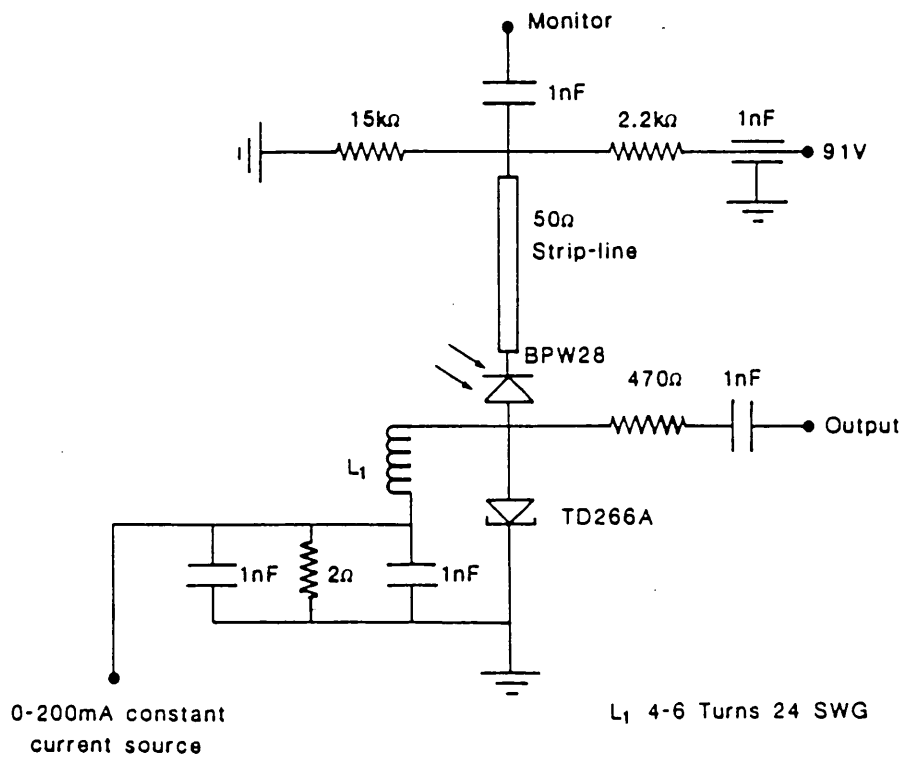 Monitor
1nF
15kΩ
2.2kΩ
1nF
91V
50Ω
Strip-line
BPW28
470Ω
1nF
Output
L₁
TD266A
1nF
2Ω
1nF
0-200mA constant
current source
L₁ 4-6 Turns 24 SWG